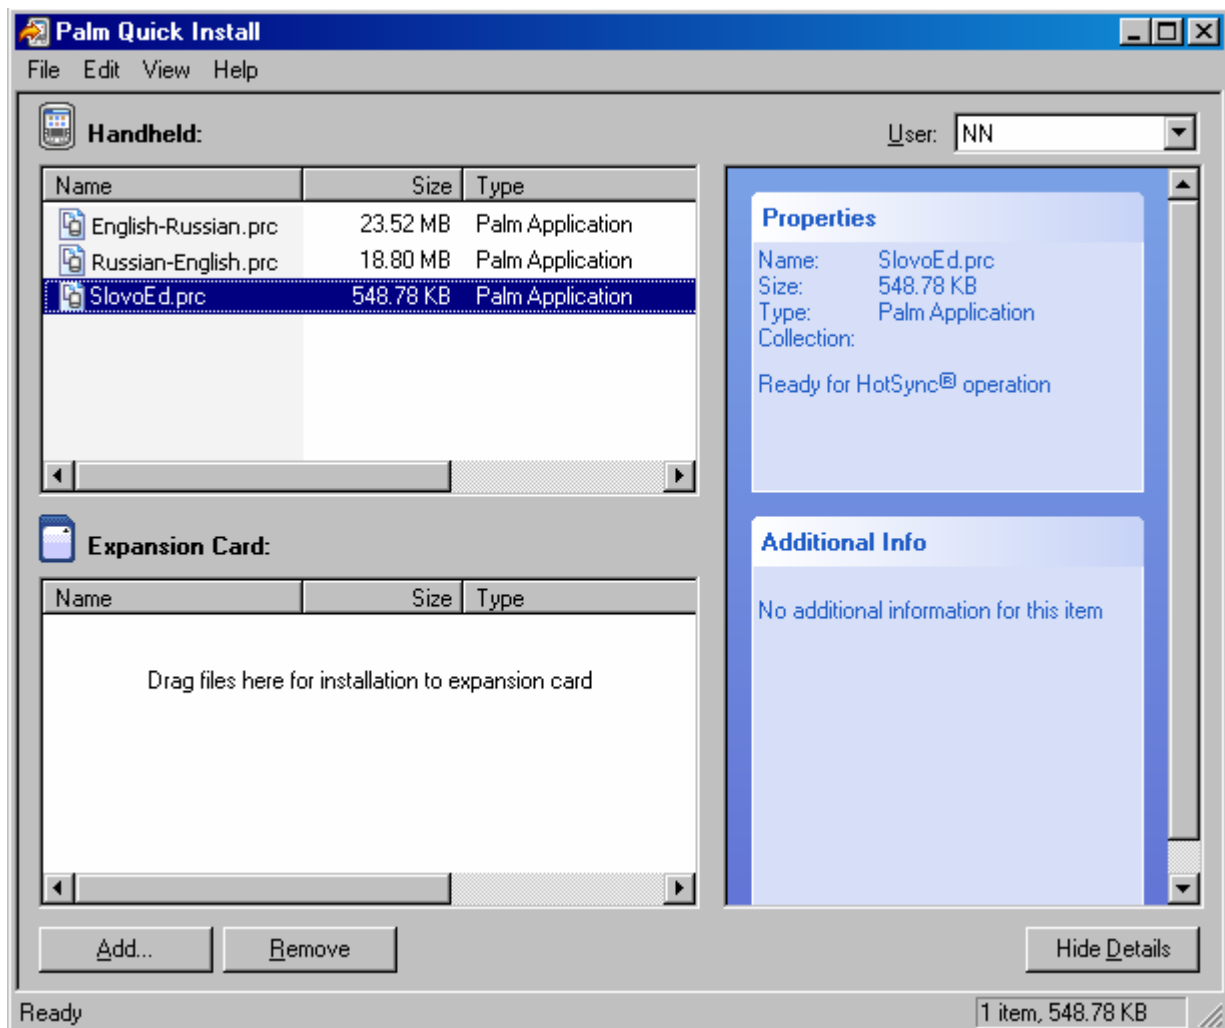 Palm Quick Install
File Edit View Help
Handheld:
User: NN
Name Size Type
English-Russian.prc 23.52 MB Palm Application
Russian-English.prc 18.80 MB Palm Application
SlovoEd.prc 548.78 KB Palm Application
Properties
Name: SlovoEd.prc
Size: 548.78 KB
Type: Palm Application
Collection:
Ready for HotSync® operation
Expansion Card:
Name Size Type
Drag files here for installation to expansion card
Additional Info
No additional information for this item
Add... Remove
Hide Details
Ready
1 item, 548.78 KB